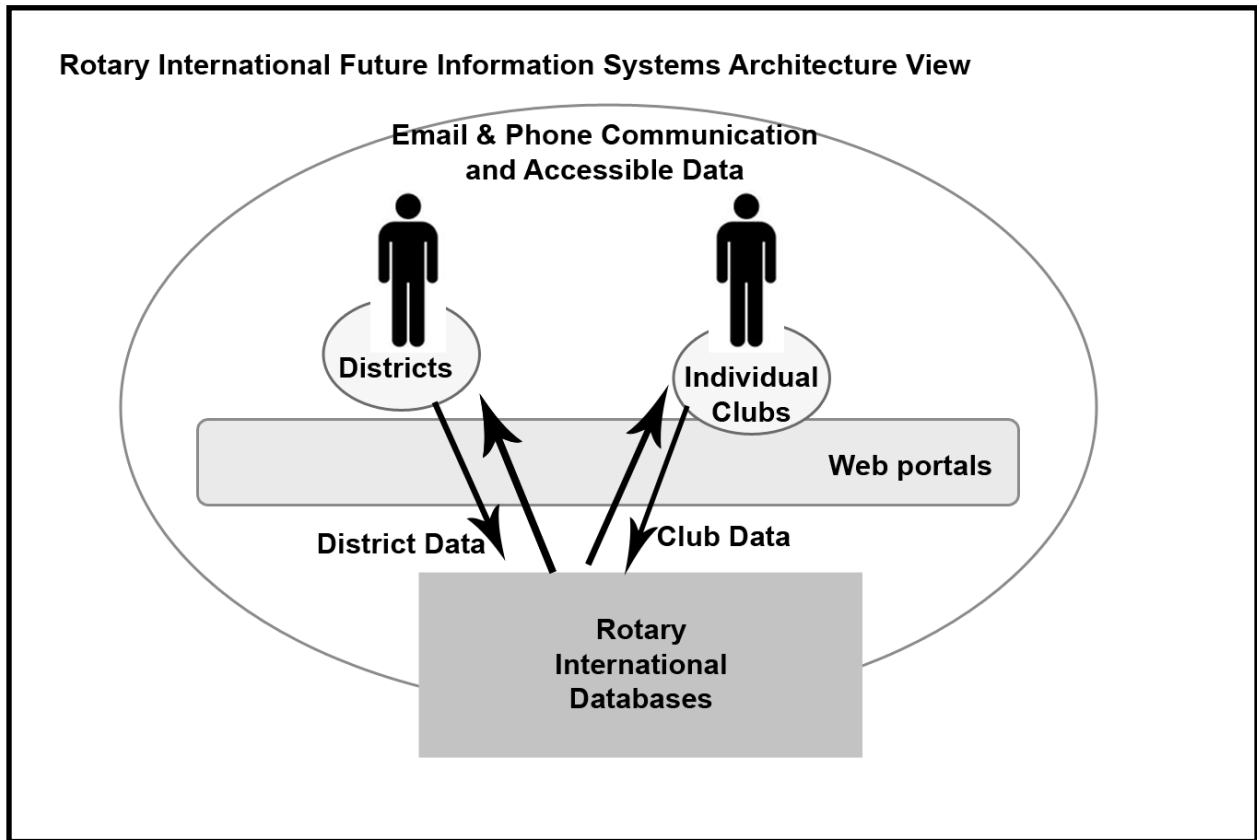 Rotary International Future Information Systems Architecture View
Email & Phone Communication
and Accessible Data
Districts
Individual
Clubs
Web portals
District Data
Club Data
Rotary
International
Databases